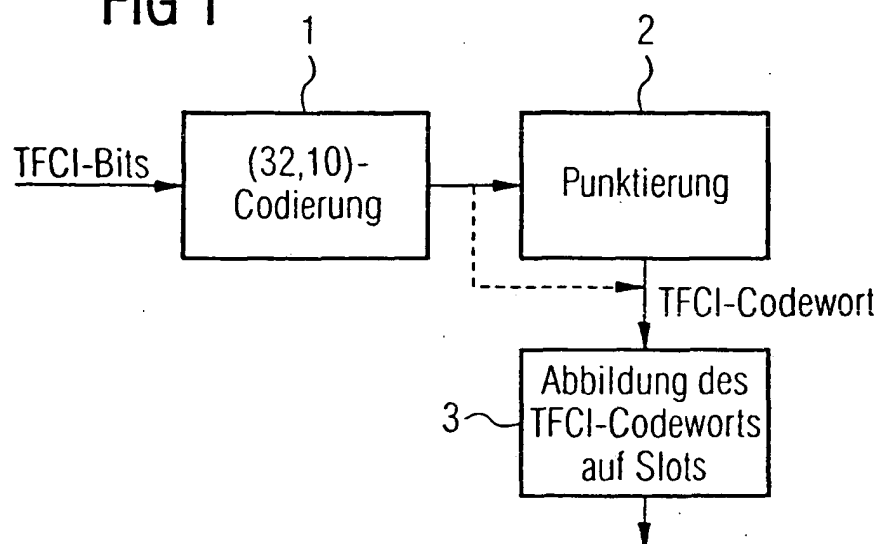 FIG 1
1
2
TFCI-Bits
(32,10)-
Codierung
Punktierung
TFCI-Codewort
3
Abbildung des
TFCI-Codeworts
auf Slots